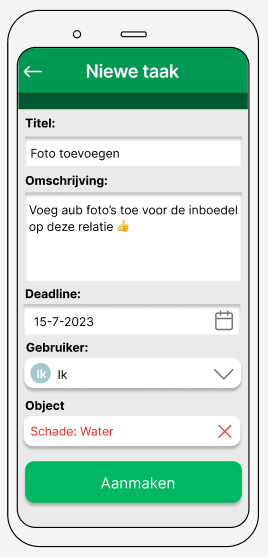 Niewe taak
Titel:
Foto toevoegen
Omschrijving:
Voeg aub foto's toe voor de inboedel
op deze relatie 👍
Deadline:
15-7-2023
Gebruiker:
Ik Ik
Object
Schade: Water
Aanmaken